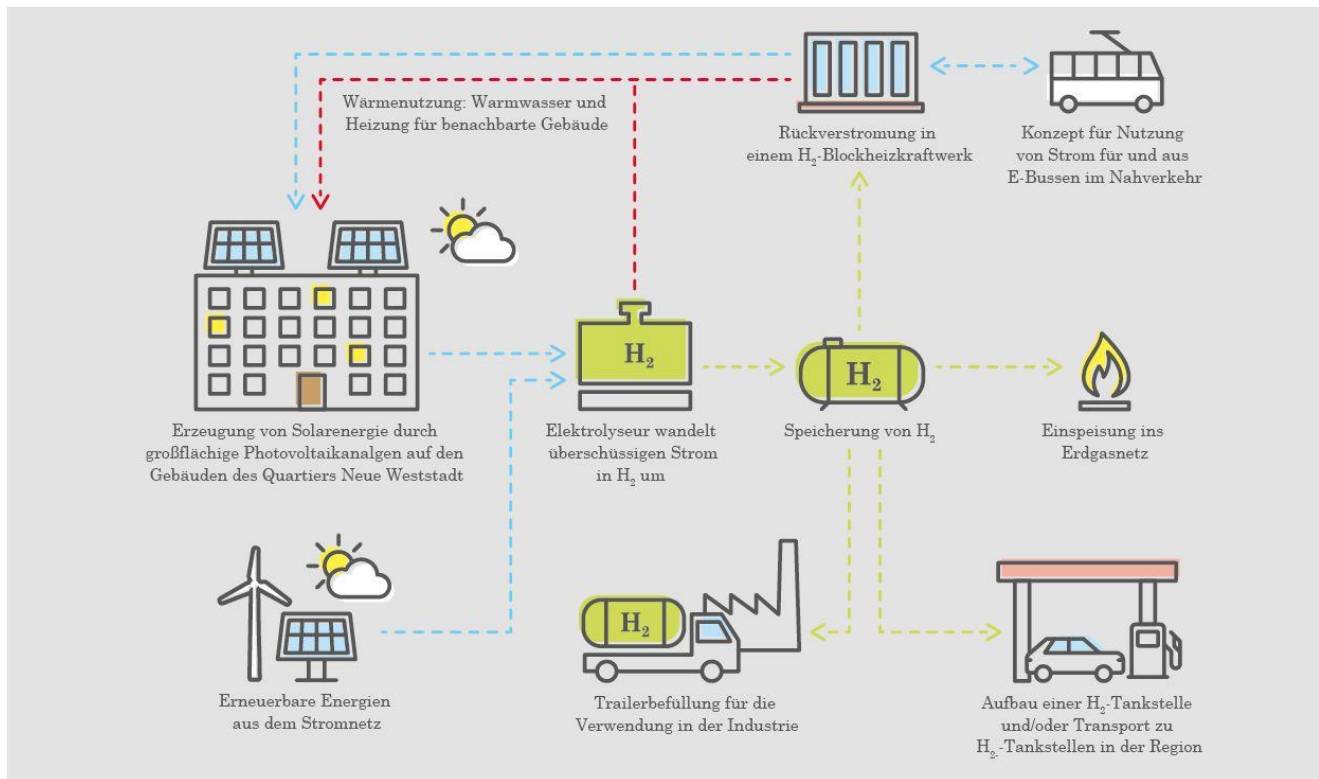 Wärmenutzung: Warmwasser und
Heizung für benachbarte Gebäude
Rückverstromung in
einem H₂-Blockheizkraftwerk
Konzept für Nutzung
von Strom für und aus
E-Bussen im Nahverkehr
H₂
H₂
Erzeugung von Solarenergie durch
großflächige Photovoltaikanalgen auf den
Gebäuden des Quartiers Neue Weststadt
Elektrolyseur wandelt
überschüssigen Strom
in H₂ um
Speicherung von H₂
Einspeisung ins
Erdgasnetz
H₂
Erneuerbare Energien
aus dem Stromnetz
Trailerbefüllung für die
Verwendung in der Industrie
Aufbau einer H₂-Tankstelle
und/oder Transport zu
H₂-Tankstellen in der Region